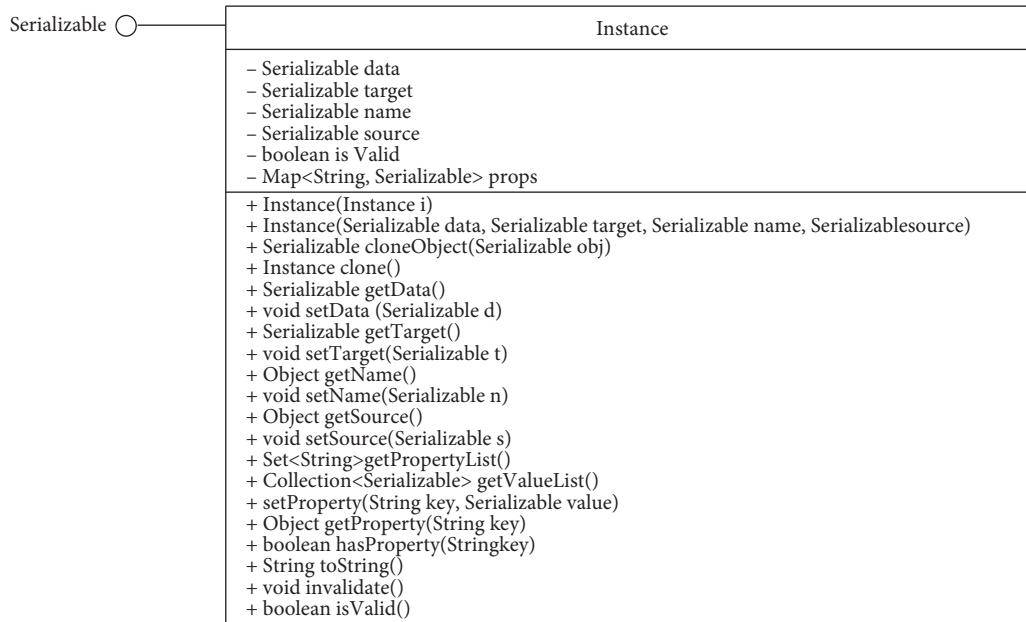 Serializable
Instance
– Serializable data
– Serializable target
– Serializable name
– Serializable source
– boolean is Valid
– Map<String, Serializable> props
+ Instance(Instance i)
+ Instance(Serializable data, Serializable target, Serializable name, Serializablesource)
+ Serializable cloneObject(Serializable obj)
+ Instance clone()
+ Serializable getData()
+ void setData (Serializable d)
+ Serializable getTarget()
+ void setTarget(Serializable t)
+ Object getName()
+ void setName(Serializable n)
+ Object getSource()
+ void setSource(Serializable s)
+ Set<String>getPropertyList()
+ Collection<Serializable> getValueList()
+ setProperty(String key, Serializable value)
+ Object getProperty(String key)
+ boolean hasProperty(Stringkey)
+ String toString()
+ void invalidate()
+ boolean isValid()